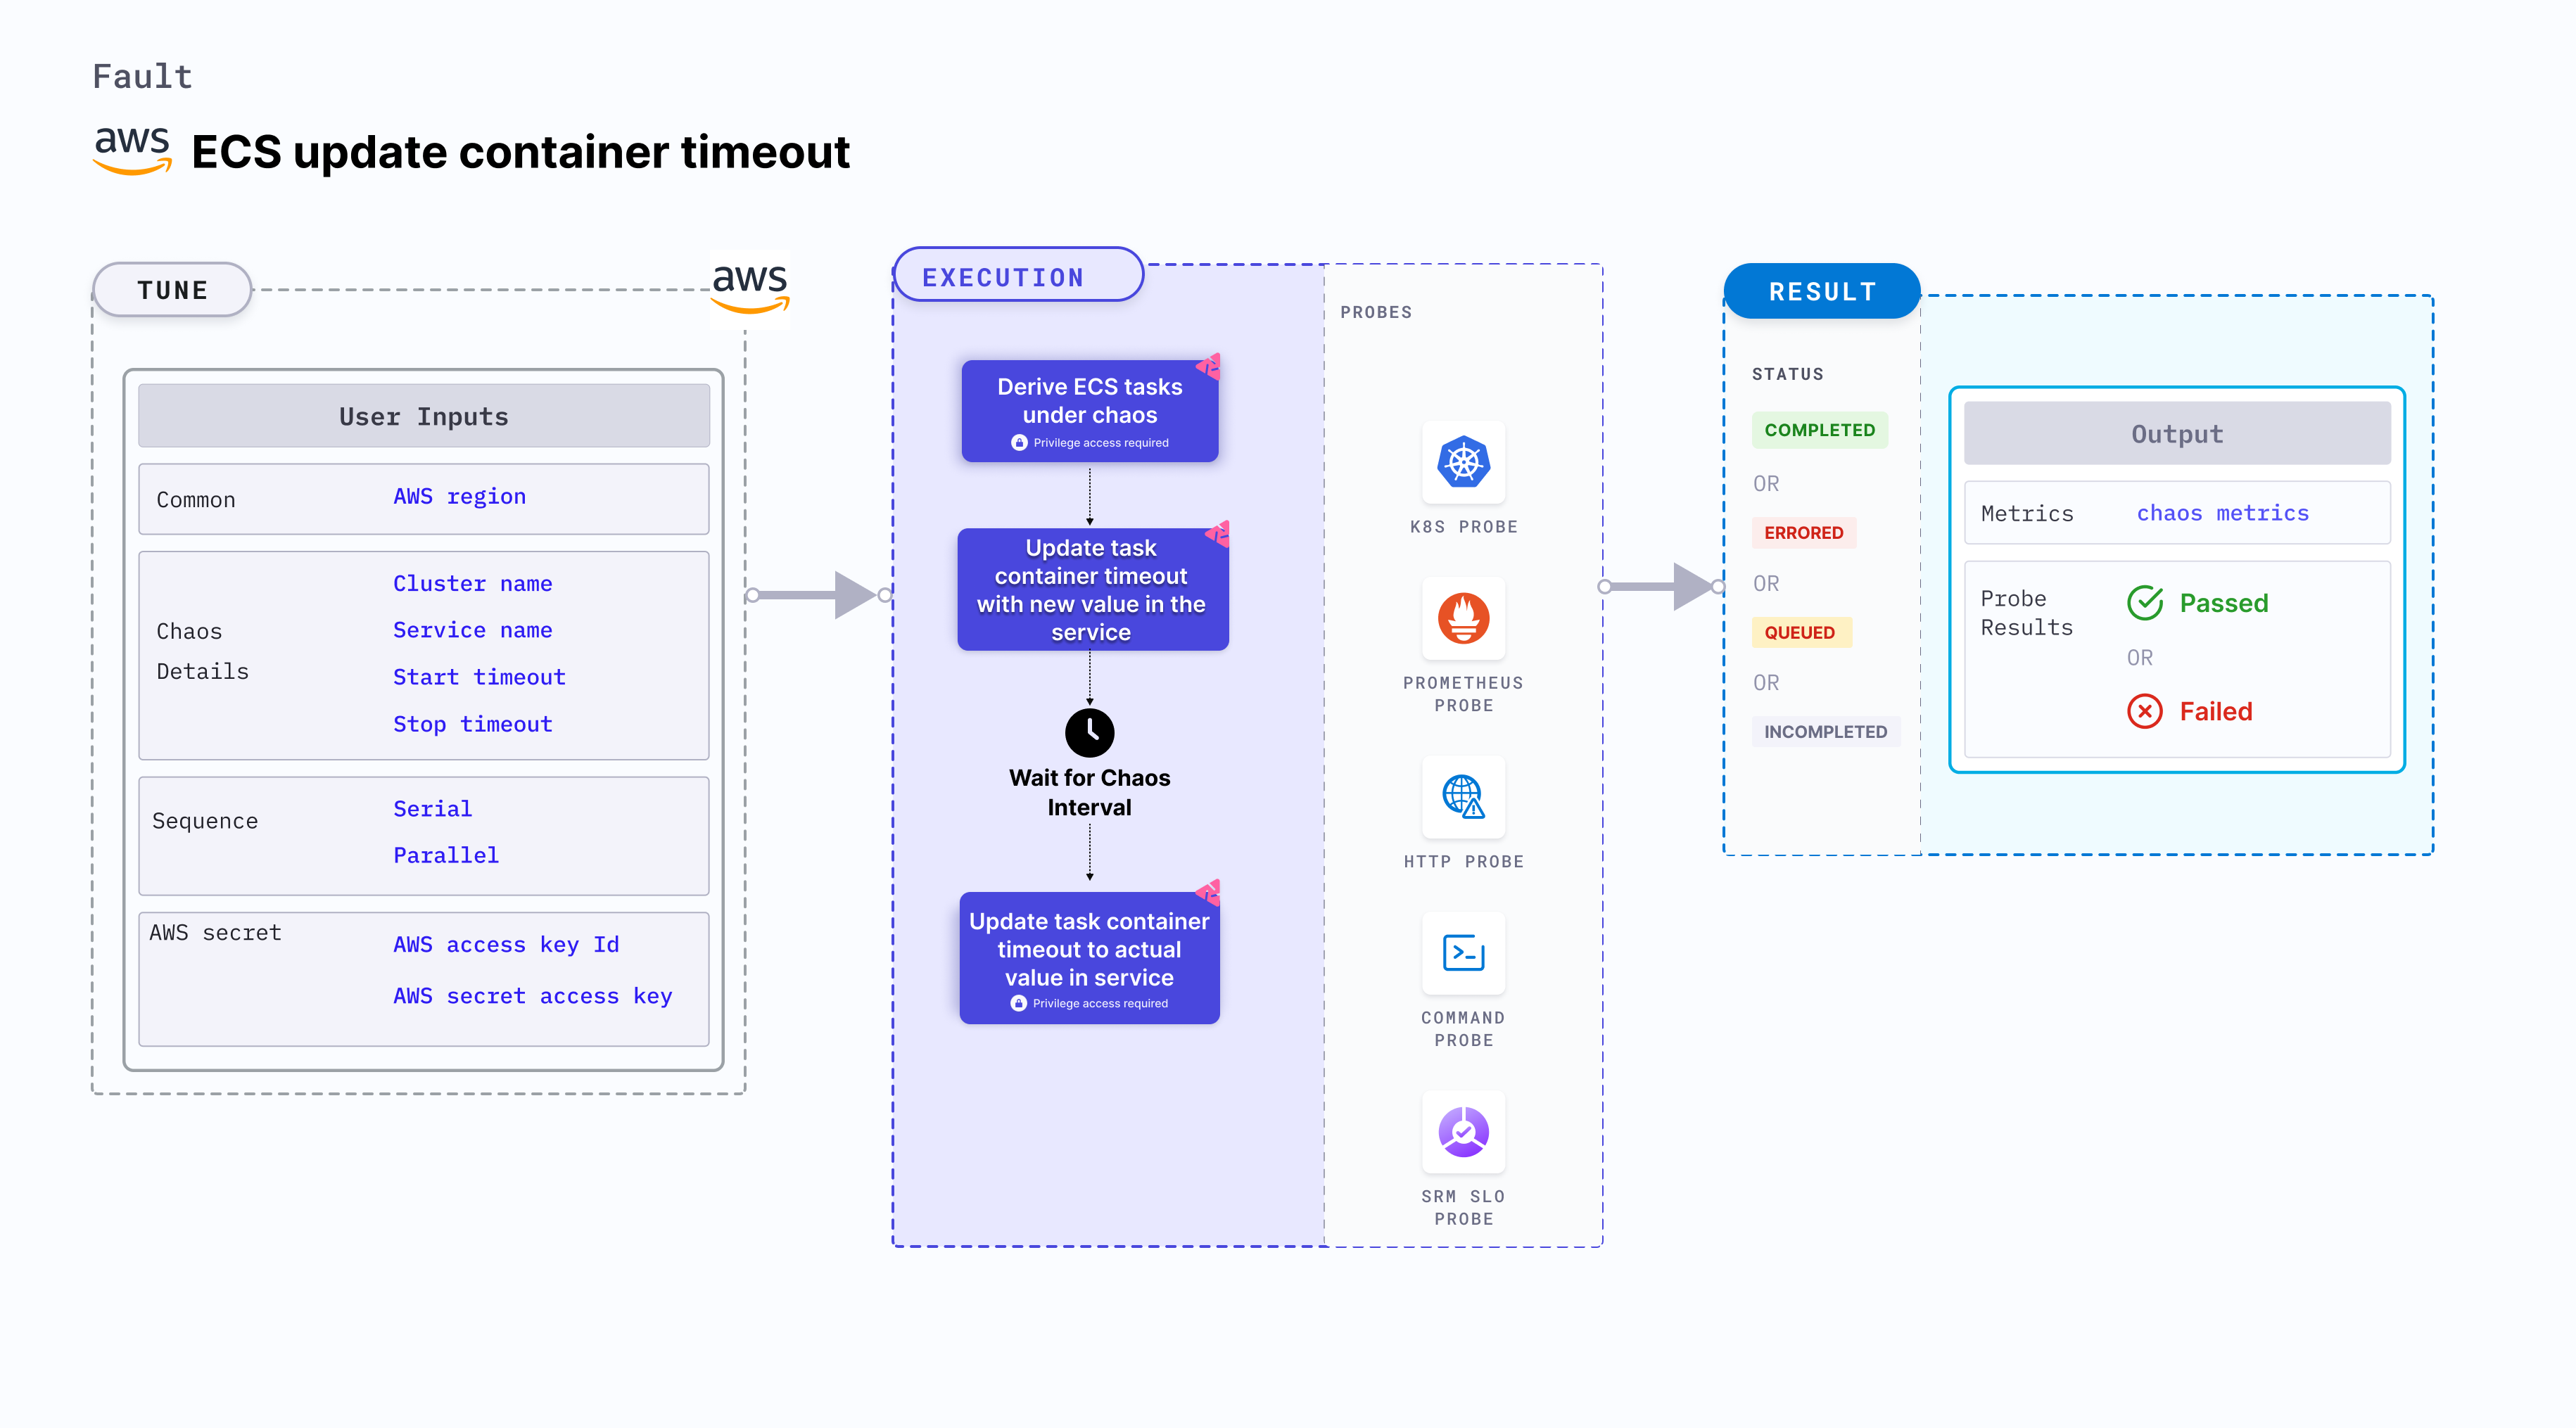 Fault
aws ECS update container timeout
TUNE
aws
User Inputs
Common
AWS region
Chaos
Details
Cluster name
Service name
Start timeout
Stop timeout
Sequence
Serial
Parallel
AWS secret
AWS access key Id
AWS secret access key
EXECUTION
Derive ECS tasks
under chaos
Privilege access required
Update task
container timeout
with new value in the
service
Wait for Chaos
Interval
Update task container
timeout to actual
value in service
Privilege access required
PROBES
K8S PROBE
PROMETHEUS
PROBE
HTTP PROBE
COMMAND
PROBE
SRM SLO
PROBE
RESULT
STATUS
COMPLETED
OR
ERRORED
OR
QUEUED
OR
INCOMPLETED
Output
Metrics
chaos metrics
Probe
Results
Passed
OR
Failed